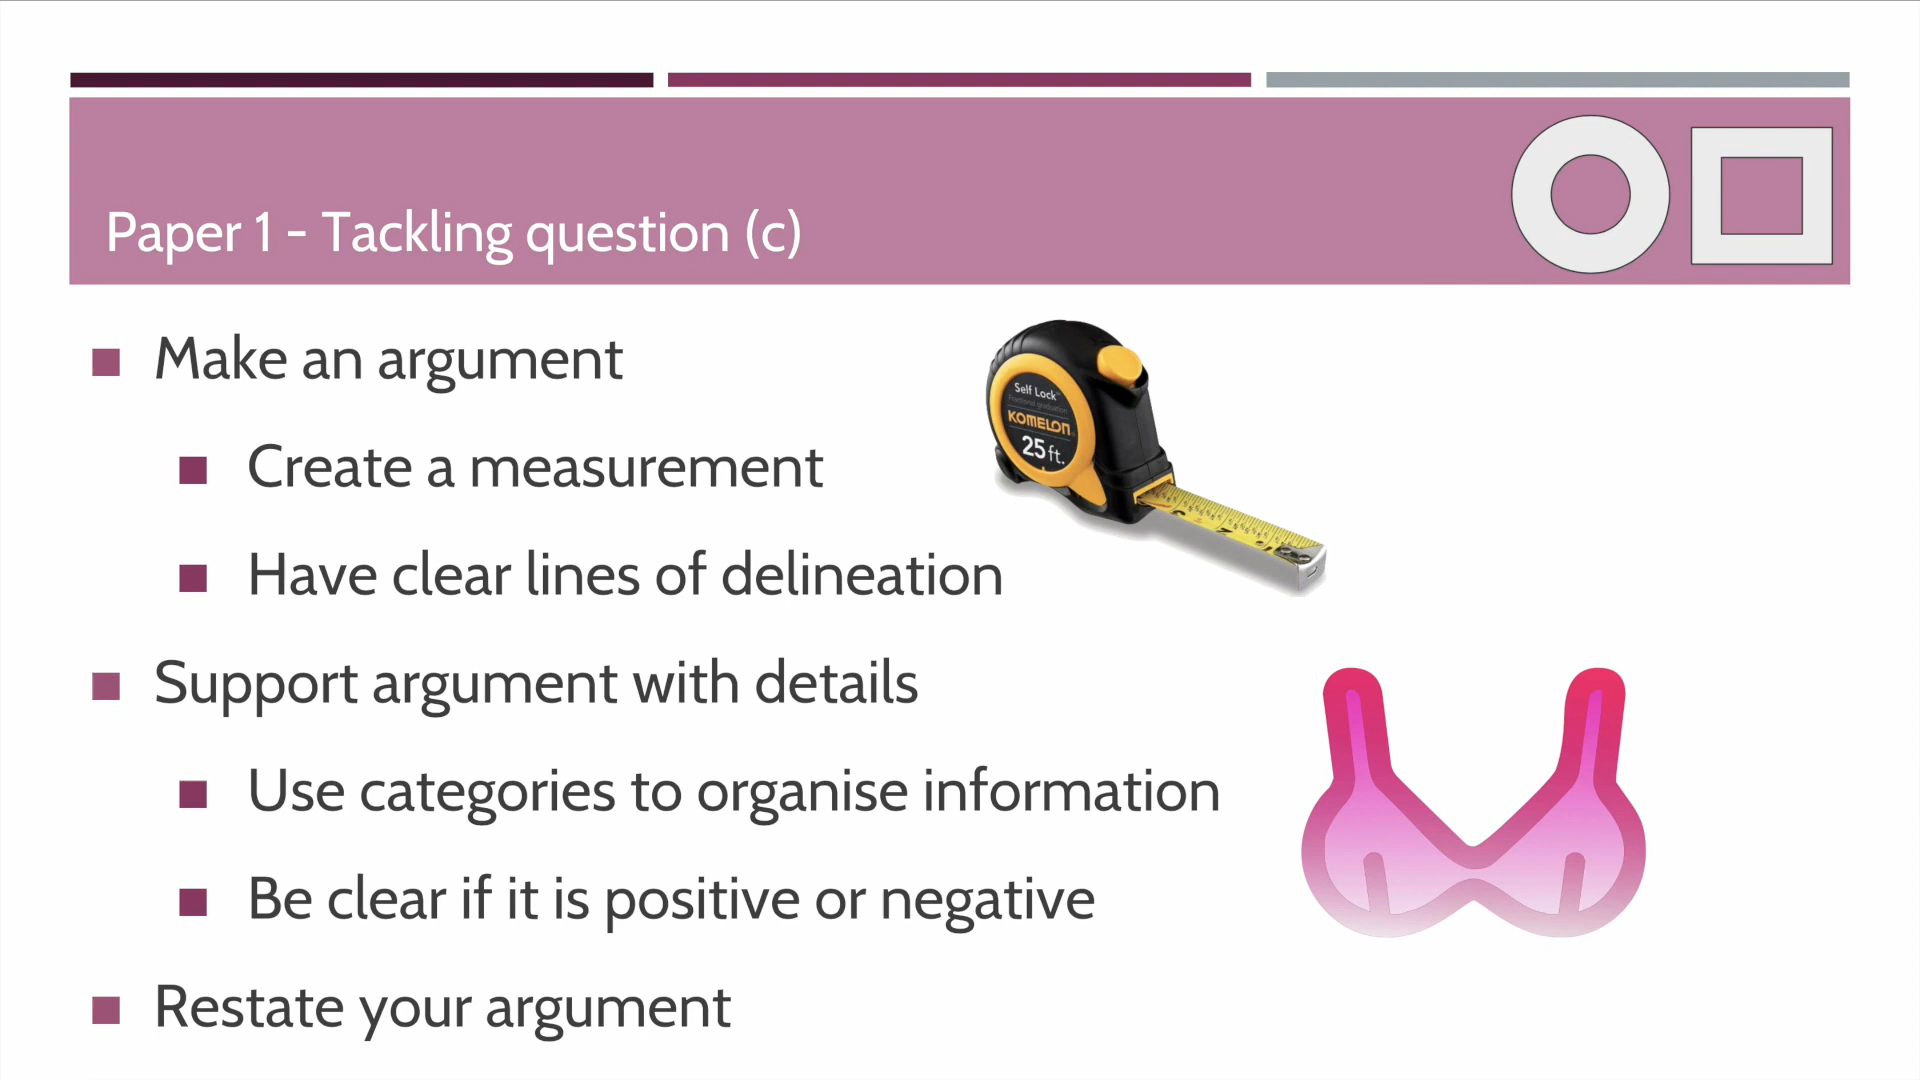 Paper 1 - Tackling question (c)
Make an argument
Create a measurement
Have clear lines of delineation
Support argument with details
Use categories to organise information
Be clear if it is positive or negative
Restate your argument
Self Lock
Fractional graduation
KOMELON
25 ft.